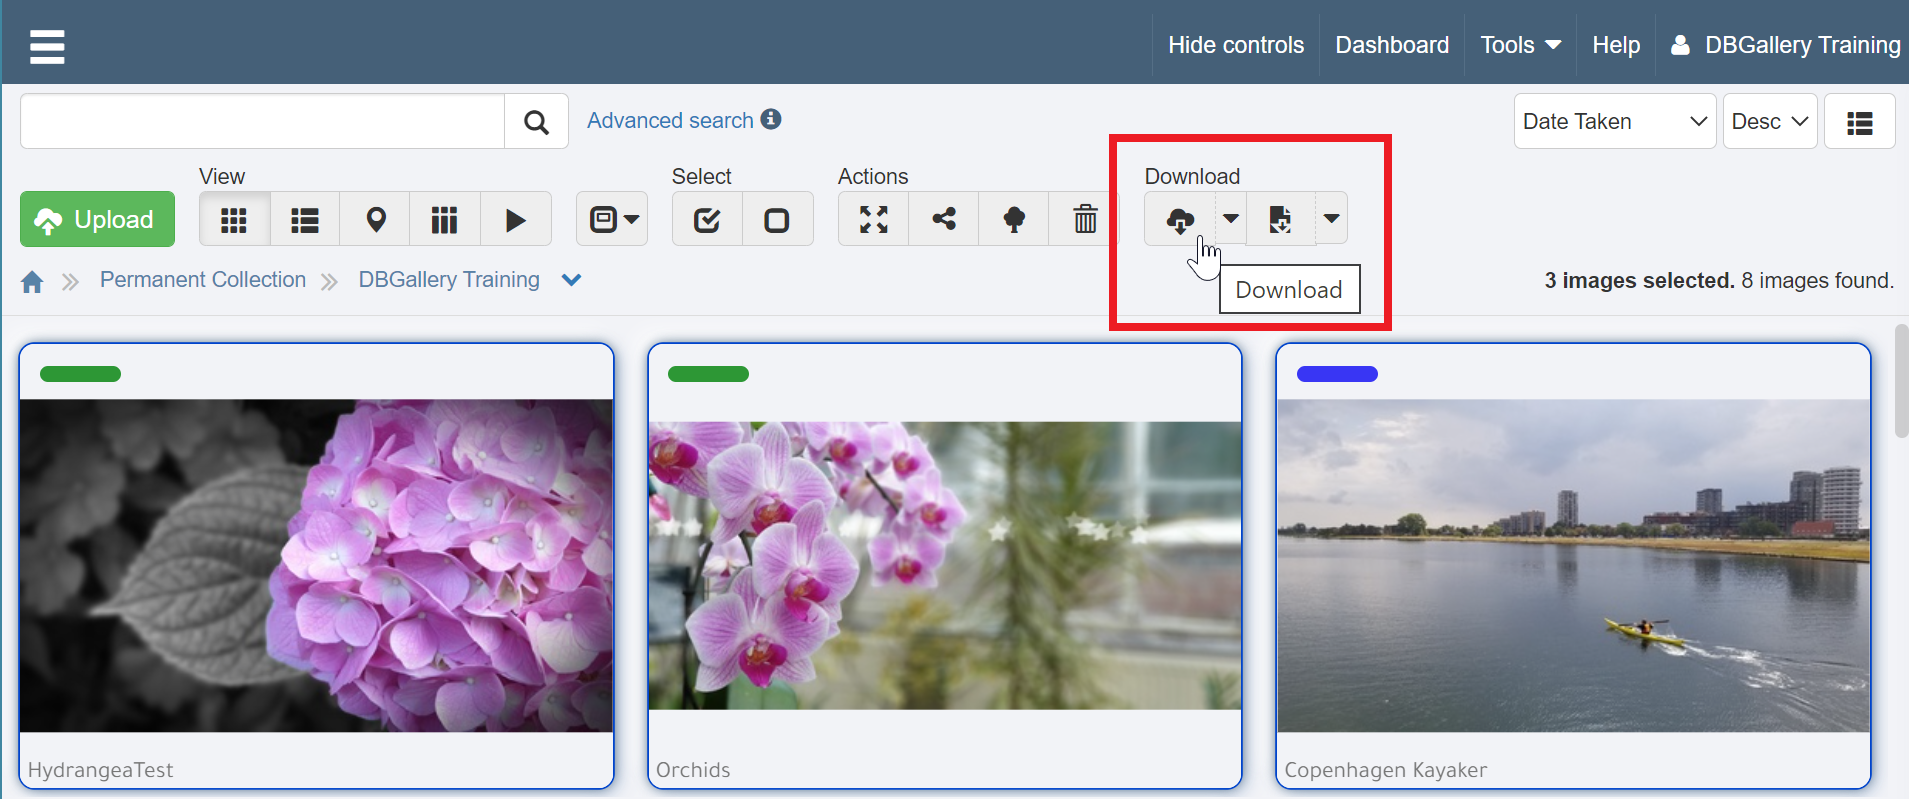 Hide controls Dashboard Tools Help DBGallery Training
Advanced search Date Taken Desc
View Select Actions Download
Upload
Permanent Collection DBGallery Training 3 images selected. 8 images found.
Download
HydrangeaTest Orchids Copenhagen Kayaker